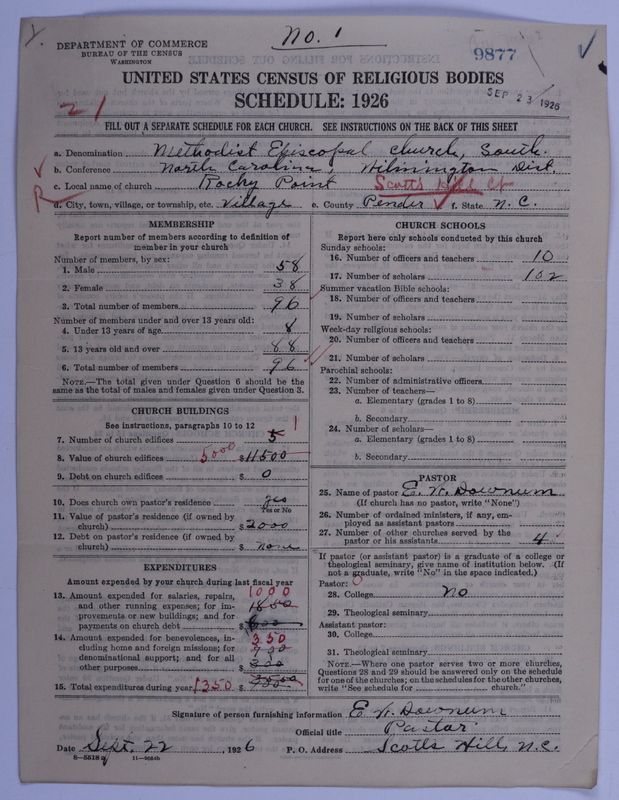 No. 1
DEPARTMENT OF COMMERCE
BUREAU OF THE CENSUS
WASHINGTON
9877
UNITED STATES CENSUS OF RELIGIOUS BODIES
SEP 23 1926
SCHEDULE: 1926
21
FILL OUT A SEPARATE SCHEDULE FOR EACH CHURCH. SEE INSTRUCTIONS ON THE BACK OF THIS SHEET
a. Denomination Methodist Episcopal Church, South.
b. Conference North Carolina, Wilmington Dist.
R
c. Local name of church Rocky Point Scotts Hill Ct
d. City, town, village, or township, etc. Village e. County Pender f. State N. C.
MEMBERSHIP
Report number of members according to definition of
member in your church
Number of members, by sex:
1. Male 58
2. Female 38
3. Total number of members 96
Number of members under and over 13 years old:
4. Under 13 years of age 8
5. 13 years old and over 88
6. Total number of members 96
NOTE.—The total given under Question 6 should be the
same as the total of males and females given under Question 3.
CHURCH BUILDINGS
See instructions, paragraphs 10 to 12
7. Number of church edifices 5 1
8. Value of church edifices 5000 $11500
9. Debt on church edifices $ 0
10. Does church own pastor's residence yes
Yes or No
11. Value of pastor's residence (if owned by
church) $2000
12. Debt on pastor's residence (if owned by
church) $ none
EXPENDITURES
Amount expended by your church during last fiscal year
13. Amount expended for salaries, repairs, 1000
and other running expenses; for im- 1850
provements or new buildings; and for
payments on church debt $ 600
14. Amount expended for benevolences, in- 350
cluding home and foreign missions; for
denominational support; and for all
other purposes $ 300
15. Total expenditures during year 1350 $
CHURCH SCHOOLS
Report here only schools conducted by this church
Sunday schools:
16. Number of officers and teachers 10
17. Number of scholars 102
Summer vacation Bible schools:
18. Number of officers and teachers
19. Number of scholars
Week-day religious schools:
20. Number of officers and teachers
21. Number of scholars
Parochial schools:
22. Number of administrative officers
23. Number of teachers—
a. Elementary (grades 1 to 8)
b. Secondary
24. Number of scholars—
a. Elementary (grades 1 to 8)
b. Secondary
PASTOR
25. Name of pastor E. W. Downum
(If church has no pastor, write "None")
26. Number of ordained ministers, if any, em-
ployed as assistant pastors
27. Number of other churches served by the
pastor or his assistants 4
If pastor (or assistant pastor) is a graduate of a college or
theological seminary, give name of institution below. (If
not a graduate, write "No" in the space indicated.)
Pastor: 0
28. College No
29. Theological seminary
Assistant pastor:
30. College
31. Theological seminary
NOTE.—Where one pastor serves two or more churches,
Questions 28 and 29 should be answered only on the schedule
for one of the churches; on the schedules for the other churches,
write "See schedule for church."
Signature of person furnishing information E W Downum
Official title Pastor
Date Sept. 22, 1926 P. O. Address Scotts Hill, N.C.